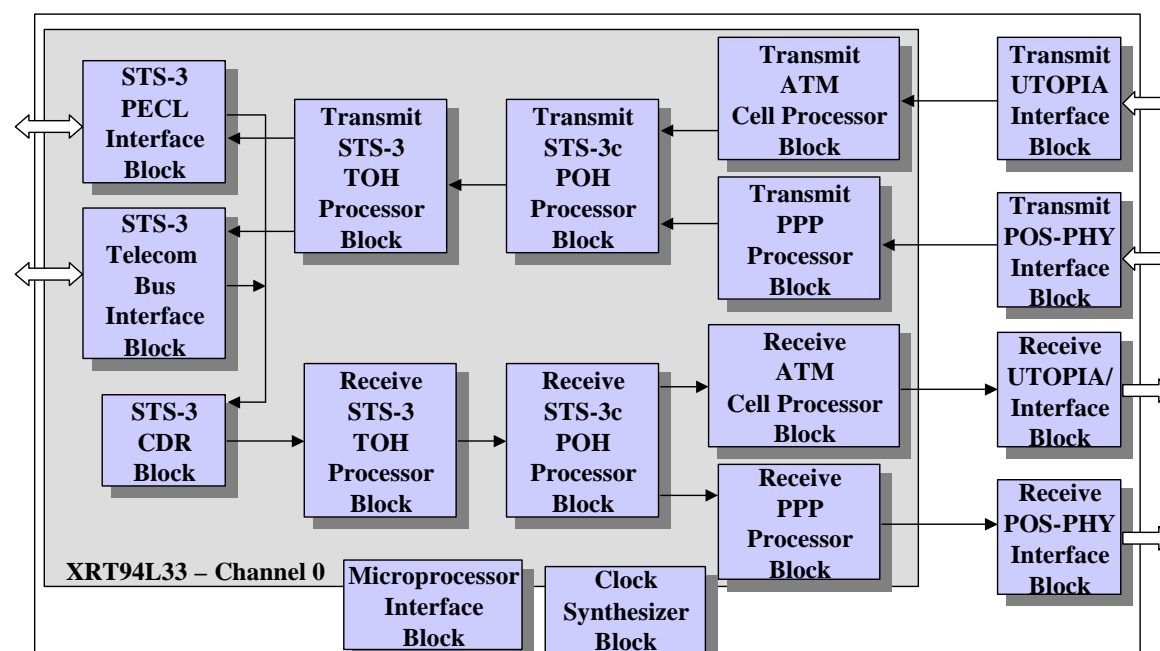 STS-3
PECL
Interface
Block
STS-3
Telecom
Bus
Interface
Block
STS-3
CDR
Block
Transmit
STS-3
TOH
Processor
Block
Transmit
STS-3c
POH
Processor
Block
Transmit
ATM
Cell Processor
Block
Transmit
PPP
Processor
Block
Transmit
UTOPIA
Interface
Block
Transmit
POS-PHY
Interface
Block
Receive
STS-3
TOH
Processor
Block
Receive
STS-3c
POH
Processor
Block
Receive
ATM
Cell Processor
Block
Receive
PPP
Processor
Block
Receive
UTOPIA/
Interface
Block
Receive
POS-PHY
Interface
Block
XRT94L33 – Channel 0
Microprocessor
Interface
Block
Clock
Synthesizer
Block